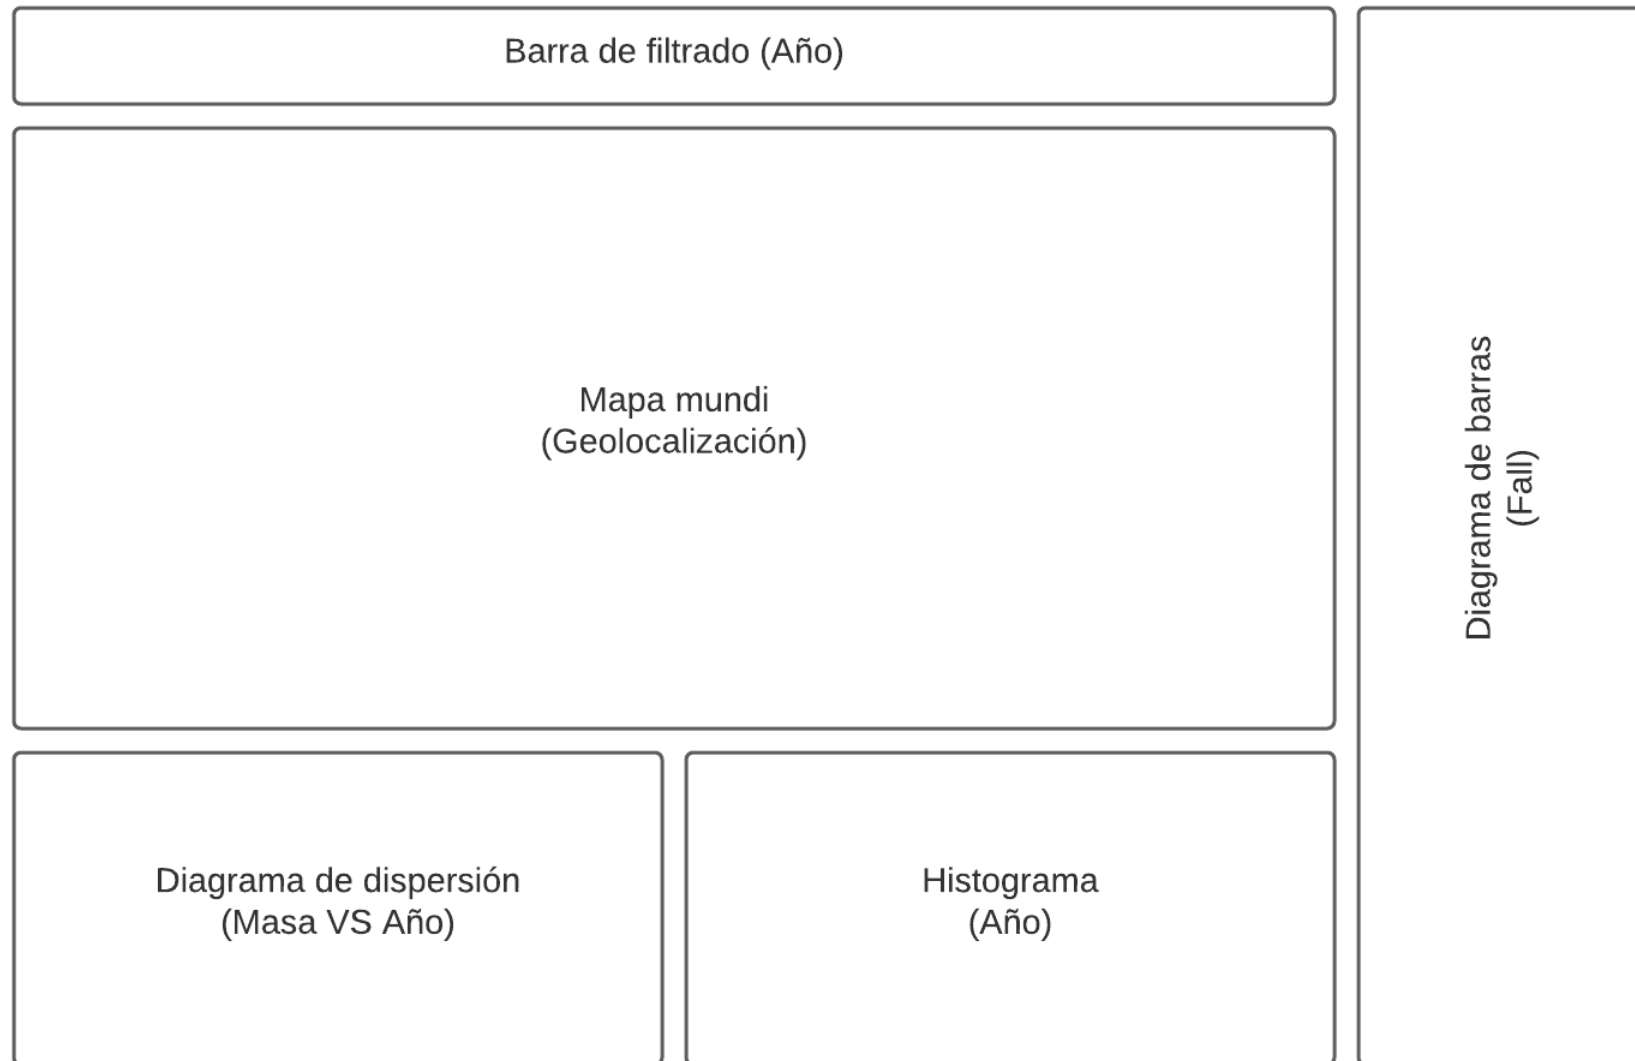 Barra de filtrado (Año)
Mapa mundi
(Geolocalización)
Diagrama de dispersión
(Masa VS Año)
Histograma
(Año)
Diagrama de barras
(Fall)